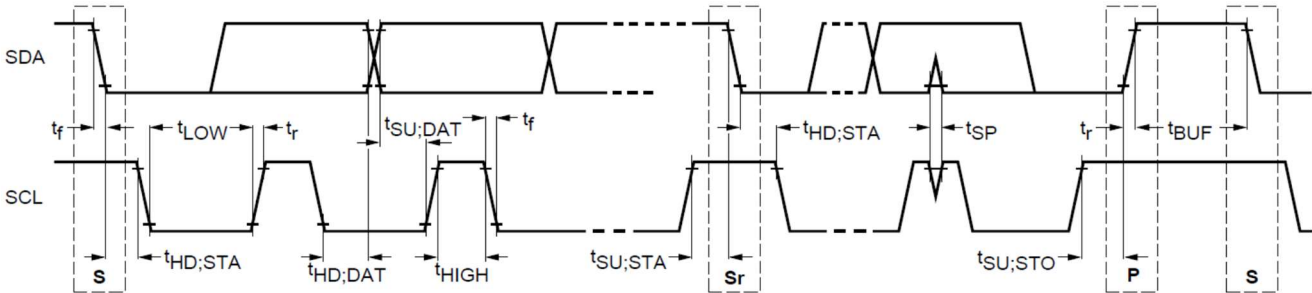 SDA
t_f t_LOW t_r t_SU;DAT t_f t_HD;STA t_SP t_r t_BUF
SCL
t_HD;STA t_HD;DAT t_HIGH t_SU;STA t_SU;STO
S Sr P S